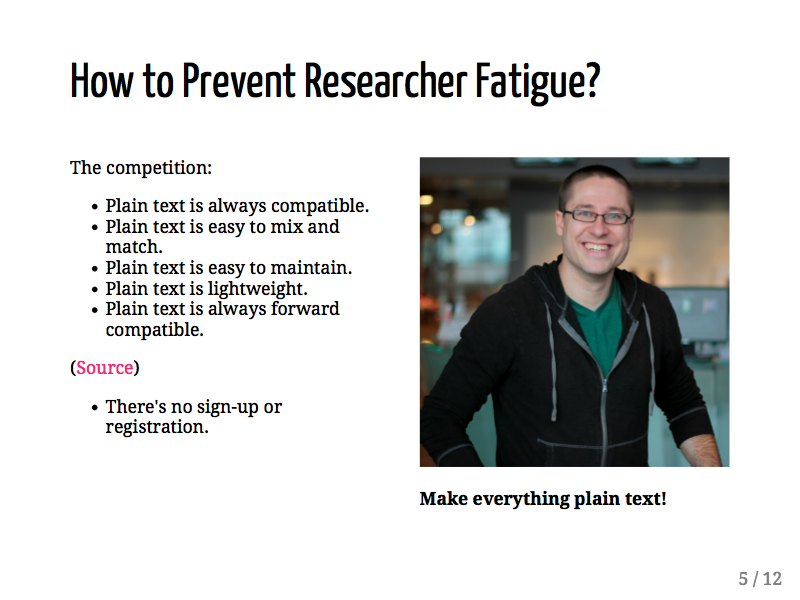 How to Prevent Researcher Fatigue?
The competition:
• Plain text is always compatible.
• Plain text is easy to mix and
match.
• Plain text is easy to maintain.
• Plain text is lightweight.
• Plain text is always forward
compatible.
(Source)
• There's no sign-up or
registration.
Make everything plain text!
5 / 12